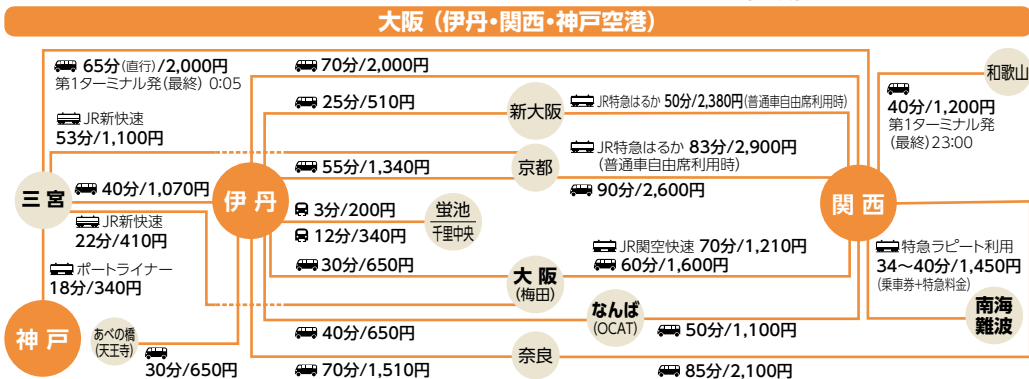 大阪（伊丹・関西・神戸空港）
65分(直行)/2,000円
第1ターミナル発(最終) 0:05
JR新快速
53分/1,100円
三宮
40分/1,070円
JR新快速
22分/410円
ポートライナー
18分/340円
神戸
あべの橋
(天王寺)
30分/650円
伊丹
70分/2,000円
25分/510円
新大阪
JR特急はるか 50分/2,380円(普通車自由席利用時)
55分/1,340円
京都
JR特急はるか 83分/2,900円
(普通車自由席利用時)
90分/2,600円
3分/200円
蛍池
12分/340円
千里中央
30分/650円
大阪
(梅田)
JR関空快速 70分/1,210円
60分/1,600円
40分/650円
なんば
(OCAT)
50分/1,100円
70分/1,510円
奈良
85分/2,100円
関西
和歌山
40分/1,200円
第1ターミナル発
(最終)23:00
特急ラピート利用
34〜40分/1,450円
(乗車券+特急料金)
南海
難波